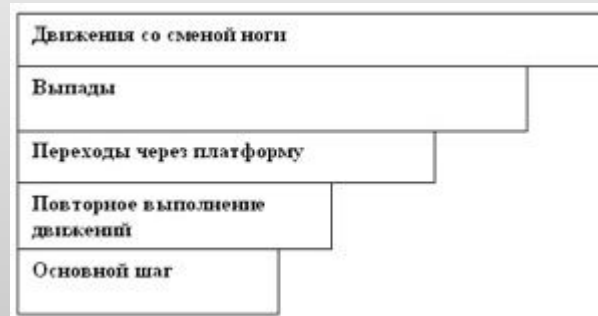 Движения со сменой ноги
Выпады
Переходы через платформу
Повторное выполнение
движений
Основной шаг